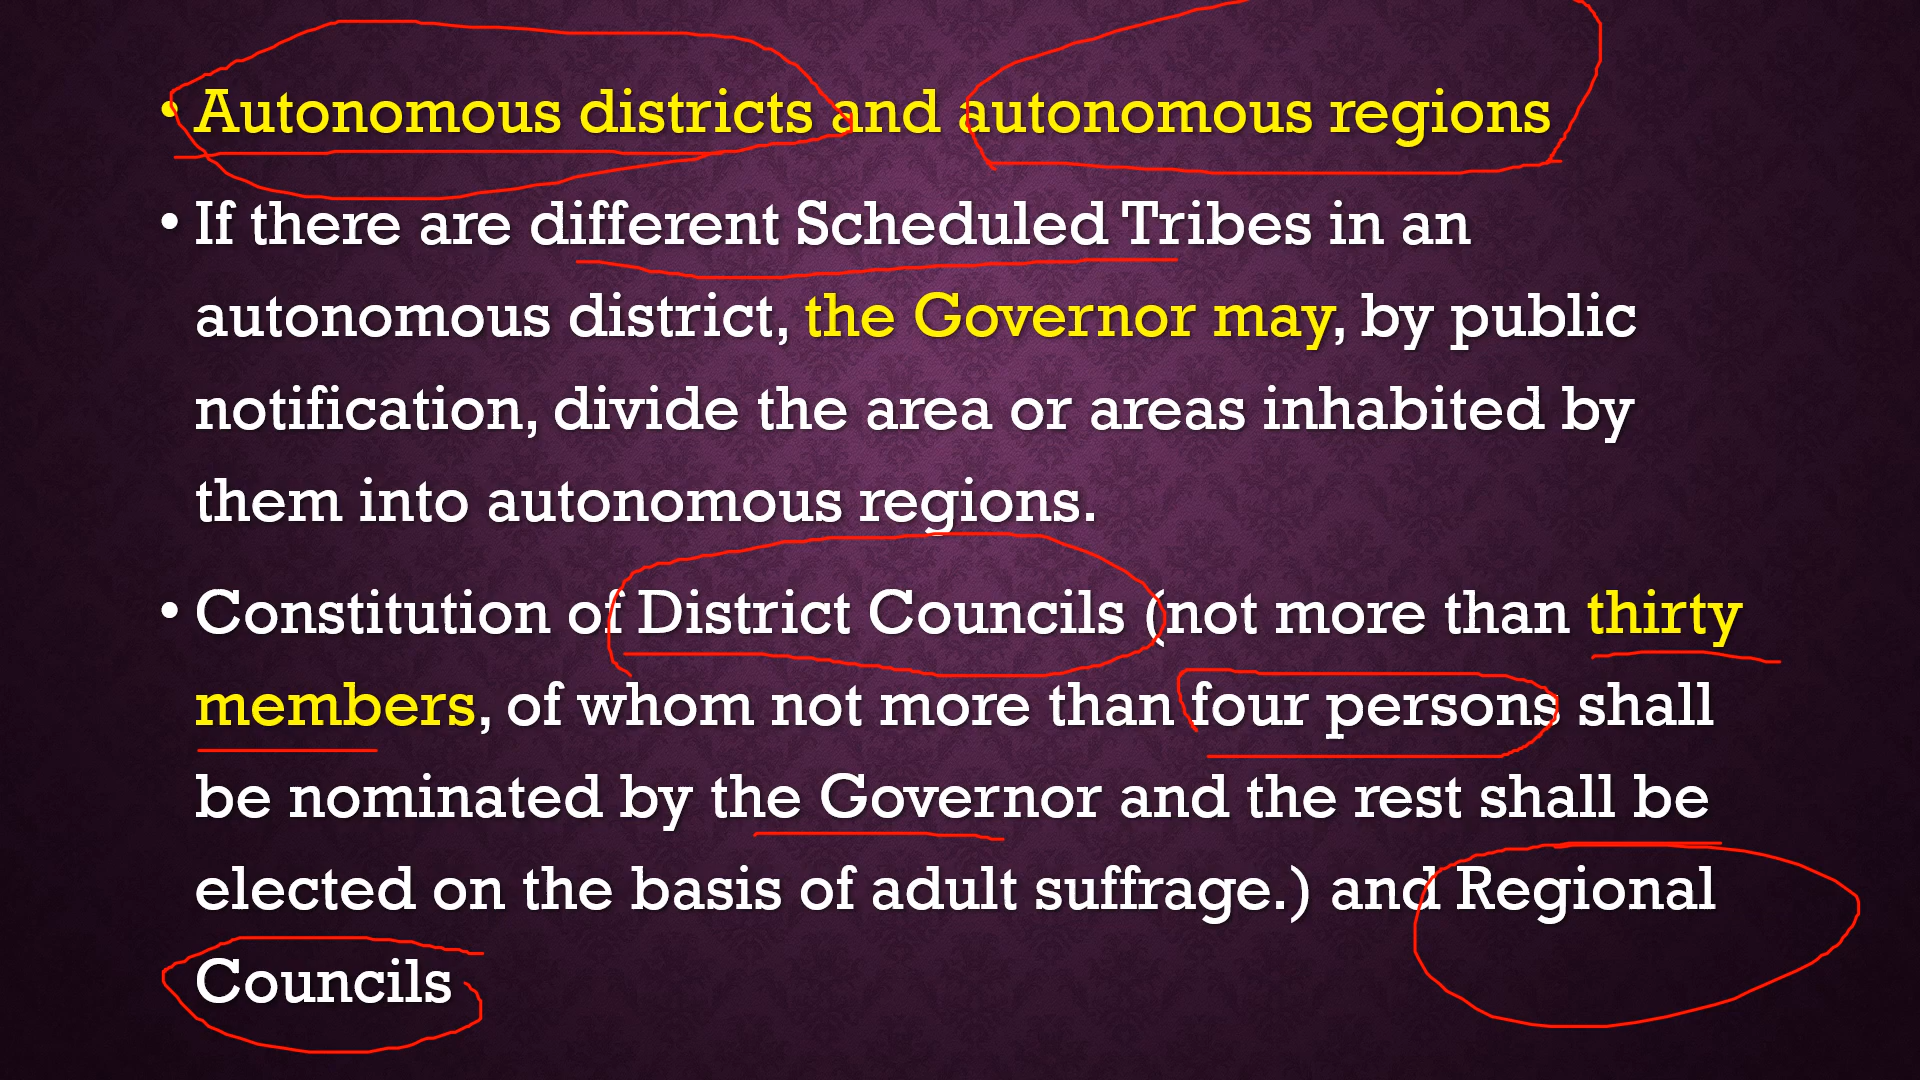 • Autonomous districts and autonomous regions
• If there are different Scheduled Tribes in an
autonomous district, the Governor may, by public
notification, divide the area or areas inhabited by
them into autonomous regions.
• Constitution of District Councils (not more than thirty
members, of whom not more than four persons shall
be nominated by the Governor and the rest shall be
elected on the basis of adult suffrage.) and Regional
Councils